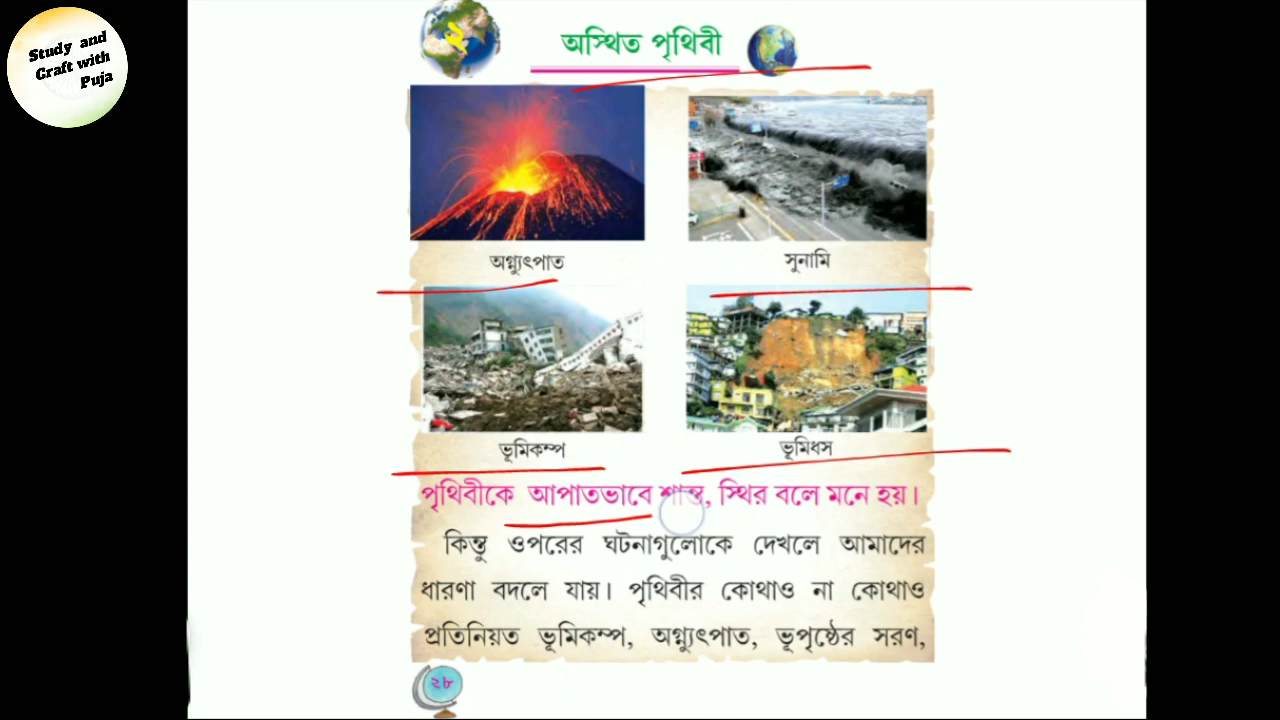 Study and
Craft with
Puja
২
অস্থিত পৃথিবী
অগ্ন্যুৎপাত
সুনামি
ভূমিকম্প
ভূমিধস
পৃথিবীকে আপাতভাবে শান্ত, স্থির বলে মনে হয়।
কিন্তু ওপরের ঘটনাগুলোকে দেখলে আমাদের
ধারণা বদলে যায়। পৃথিবীর কোথাও না কোথাও
প্রতিনিয়ত ভূমিকম্প, অগ্ন্যুৎপাত, ভূপৃষ্ঠের সরণ,
২৮